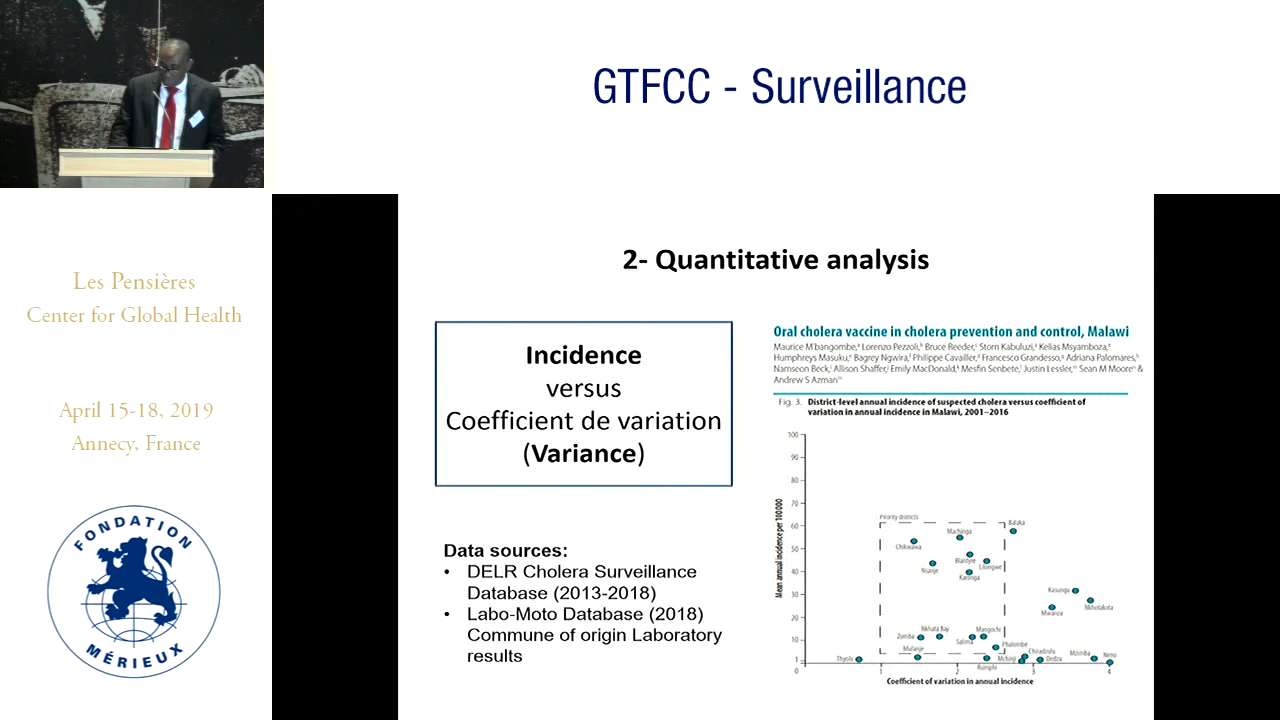 GTFCC - Surveillance
Les Pensières
Center for Global Health
April 15-18, 2019
Annecy, France
FONDATION
MÉRIEUX
2- Quantitative analysis
Incidence
versus
Coefficient de variation
(Variance)
Data sources:
• DELR Cholera Surveillance
Database (2013-2018)
• Labo-Moto Database (2018)
Commune of origin Laboratory
results
Oral cholera vaccine in cholera prevention and control, Malawi
Maurice M'bangombe,ᵃ Lorenzo Pezzoli,ᵇ Bruce Reeder,ᶜ Storn Kabuluzi,ᵈ Kelias Msyamboza,ᵉ
Humphreys Masuku,ᵉ Bagrey Ngwira,ᶠ Philippe Cavailler,ᵈ Francesco Grandesso,ᵍ Adriana Palomares,ʰ
Namseon Beck,ⁱ Allison Shaffer,ʲ Emily MacDonald,ᵏ Mesfin Senbete,ˡ Justin Lessler,ᵐ Sean M Mooreⁿ &
Andrew S Azmanᵐ
Fig. 3. District-level annual incidence of suspected cholera versus coefficient of
variation in annual incidence in Malawi, 2001–2016
Mean annual incidence per 100 000
100
90
80
70
60
50
40
30
20
10
1
0
Priority districts
Balaka
Machinga
Chikwawa
Blantyre
Lilongwe
Nsanje
Karonga
Kasungu
Nkhotakota
Mwanza
Nkhata Bay
Mangochi
Zomba
Salima
Phalombe
Mulanje
Chiradzulu
Thyolo
Mchinji
Dedza
Mzimba
Neno
Rumphi
1
2
3
4
Coefficient of variation in annual incidence